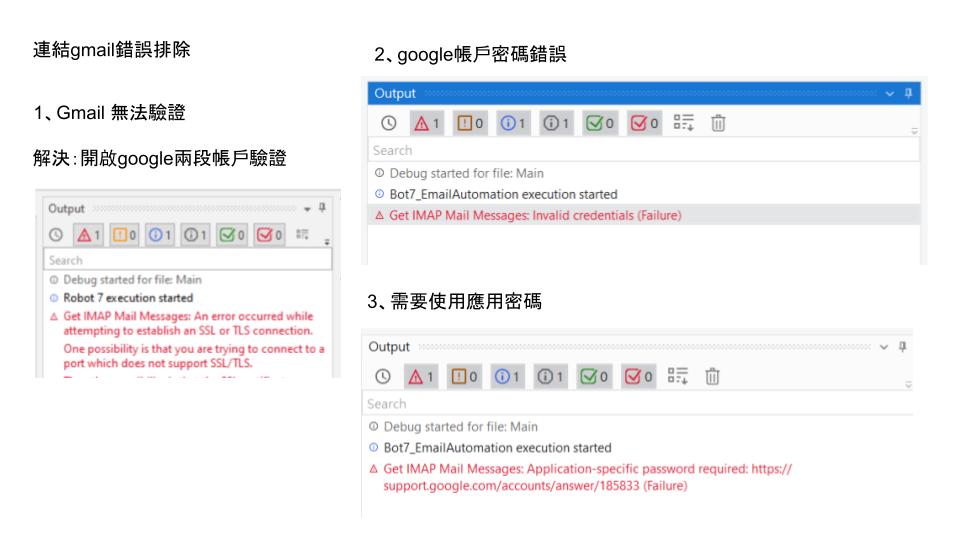 連結gmail錯誤排除
1、Gmail 無法驗證
解決：開啟google兩段帳戶驗證
Output
1 0 1 1 0 0
Search
Debug started for file: Main
Robot 7 execution started
Get IMAP Mail Messages: An error occurred while
attempting to establish an SSL or TLS connection.
One possibility is that you are trying to connect to a
port which does not support SSL/TLS.
2、google帳戶密碼錯誤
Output
1 0 1 1 0 0
Search
Debug started for file: Main
Bot7_EmailAutomation execution started
Get IMAP Mail Messages: Invalid credentials (Failure)
3、需要使用應用密碼
Output
1 0 1 1 0 0
Search
Debug started for file: Main
Bot7_EmailAutomation execution started
Get IMAP Mail Messages: Application-specific password required: https://
support.google.com/accounts/answer/185833 (Failure)